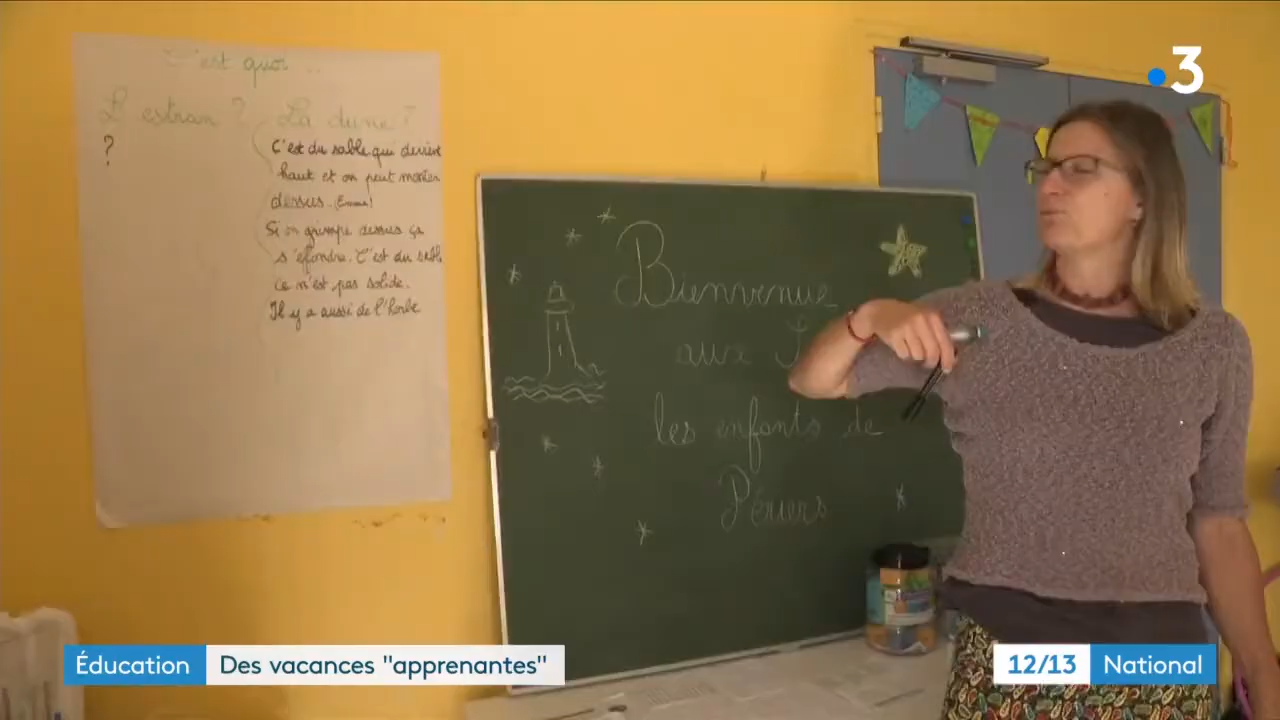 3
C'est quoi ..
L'estran ?
?
La dune ?
C'est du sable qui devient
haut et on peut monter
dessus. (Emma)
Si on grimpe dessus ça
s'éfondre. C'est du sable
ce n'est pas solide.
Il y a aussi de l'herbe
Bienvenue
aux
les enfants de
Périers
Éducation
Des vacances "apprenantes"
12/13
National